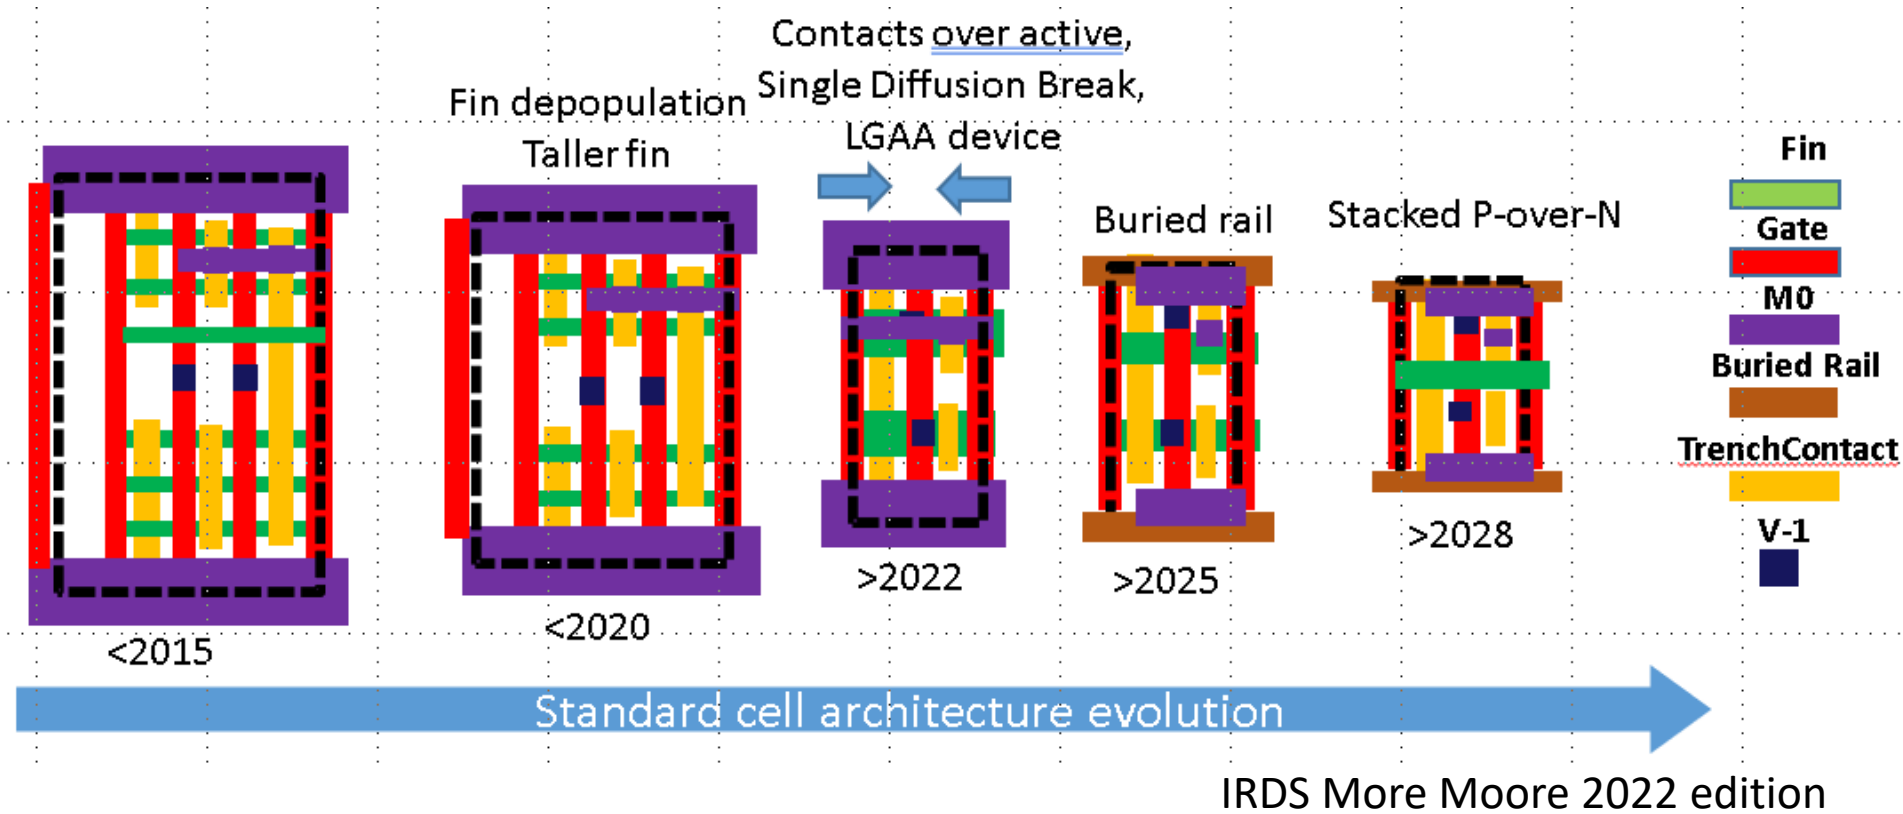 Contacts over active,
Single Diffusion Break,
LGAA device
Fin depopulation
Taller fin
Buried rail
Stacked P-over-N
<2015
<2020
>2022
>2025
>2028
Fin
Gate
M0
Buried Rail
TrenchContact
V-1
Standard cell architecture evolution
IRDS More Moore 2022 edition